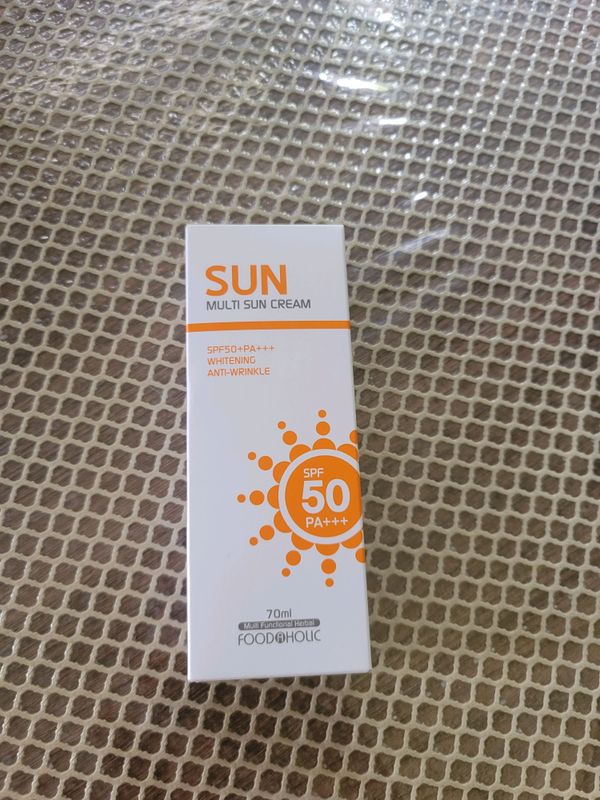 SUN
MULTI SUN CREAM
SPF50+PA+++
WHITENING
ANTI-WRINKLE
SPF
50
PA+++
70ml
Multi Functional Herbal
FOODAHOLIC